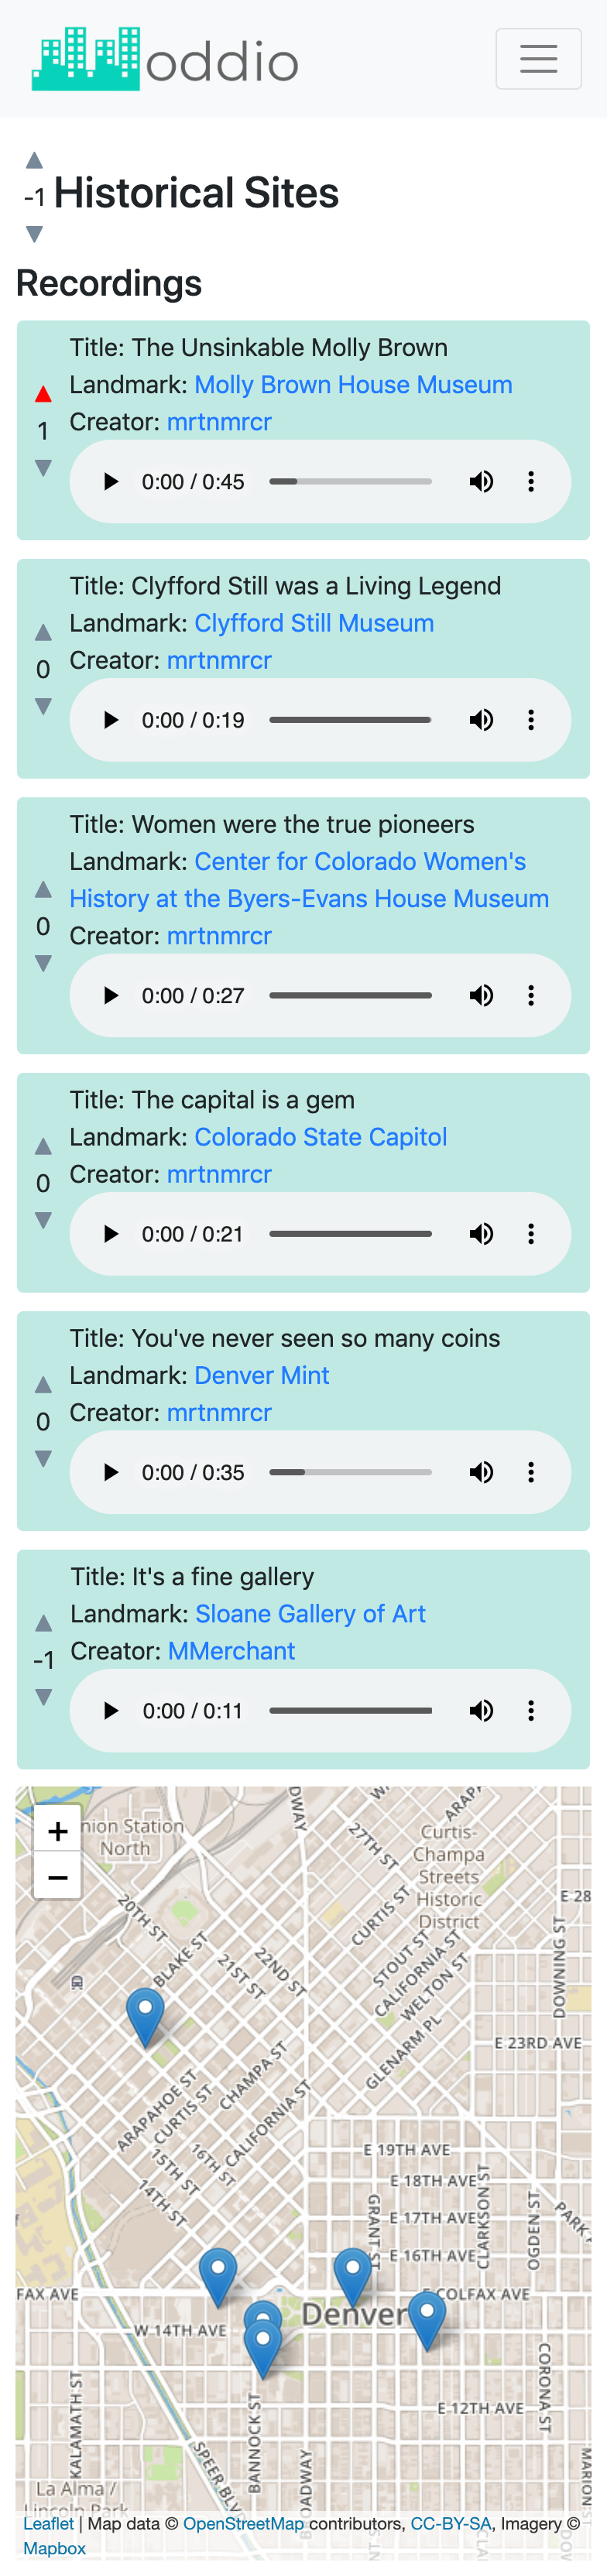 oddio
-1 Historical Sites
Recordings
Title: The Unsinkable Molly Brown
Landmark: Molly Brown House Museum
1
Creator: mrtnmrcr
0:00 / 0:45
Title: Clyfford Still was a Living Legend
Landmark: Clyfford Still Museum
0
Creator: mrtnmrcr
0:00 / 0:19
Title: Women were the true pioneers
Landmark: Center for Colorado Women's
History at the Byers-Evans House Museum
0
Creator: mrtnmrcr
0:00 / 0:27
Title: The capital is a gem
Landmark: Colorado State Capitol
0
Creator: mrtnmrcr
0:00 / 0:21
Title: You've never seen so many coins
Landmark: Denver Mint
0
Creator: mrtnmrcr
0:00 / 0:35
Title: It's a fine gallery
Landmark: Sloane Gallery of Art
-1
Creator: MMerchant
0:00 / 0:11
+
−
nion Station
North
DWAY
ARAP
27TH ST
Curtis-
Champa
Streets
Historic
District
E 28
20TH ST
BLAKE ST
21ST ST
22ND ST
CURTIS ST
STOUT ST
CALIFORNIA ST
WELTON ST
GLENARM PL
DOWNING ST
E 23RD AVE
ARAPAHOE ST
CURTIS ST
CHAMPA ST
CALIFORNIA ST
16TH ST
15TH ST
14TH ST
E 19TH AVE
E 18TH AVE
E 17TH AVE
E 16TH AVE
GRANT ST
CLARKSON ST
OGDEN ST
PARK
FAX AVE
E COLFAX AVE
Denver
W 14TH AVE
E 12TH AVE
CORONA ST
KALAMATH ST
BANNOCK ST
SPEER BLV
OADWAY
MARION
La Alma /
Lincoln Park
Leaflet | Map data © OpenStreetMap contributors, CC-BY-SA, Imagery ©
Mapbox